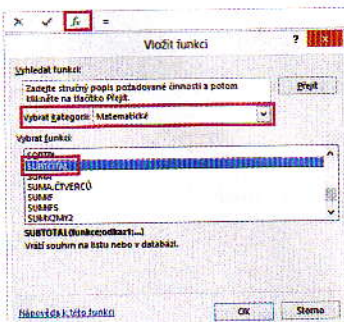 × ✓ fx =
Vložit funkci ?
Vyhledat funkci:
Zadejte stručný popis požadované činnosti a potom
klikněte na tlačítko Přejít.
Přejít
Vybrat kategorii: Matematické
Vybrat funkci:
SUBTOTAL
SUMA
SUMA.ČTVERCŮ
SUMIF
SUMIFS
SUMX2MY2
SUBTOTAL(funkce;odkaz1;...)
Vrátí souhrn na listu nebo v databázi.
Nápověda k této funkci
OK
Storno